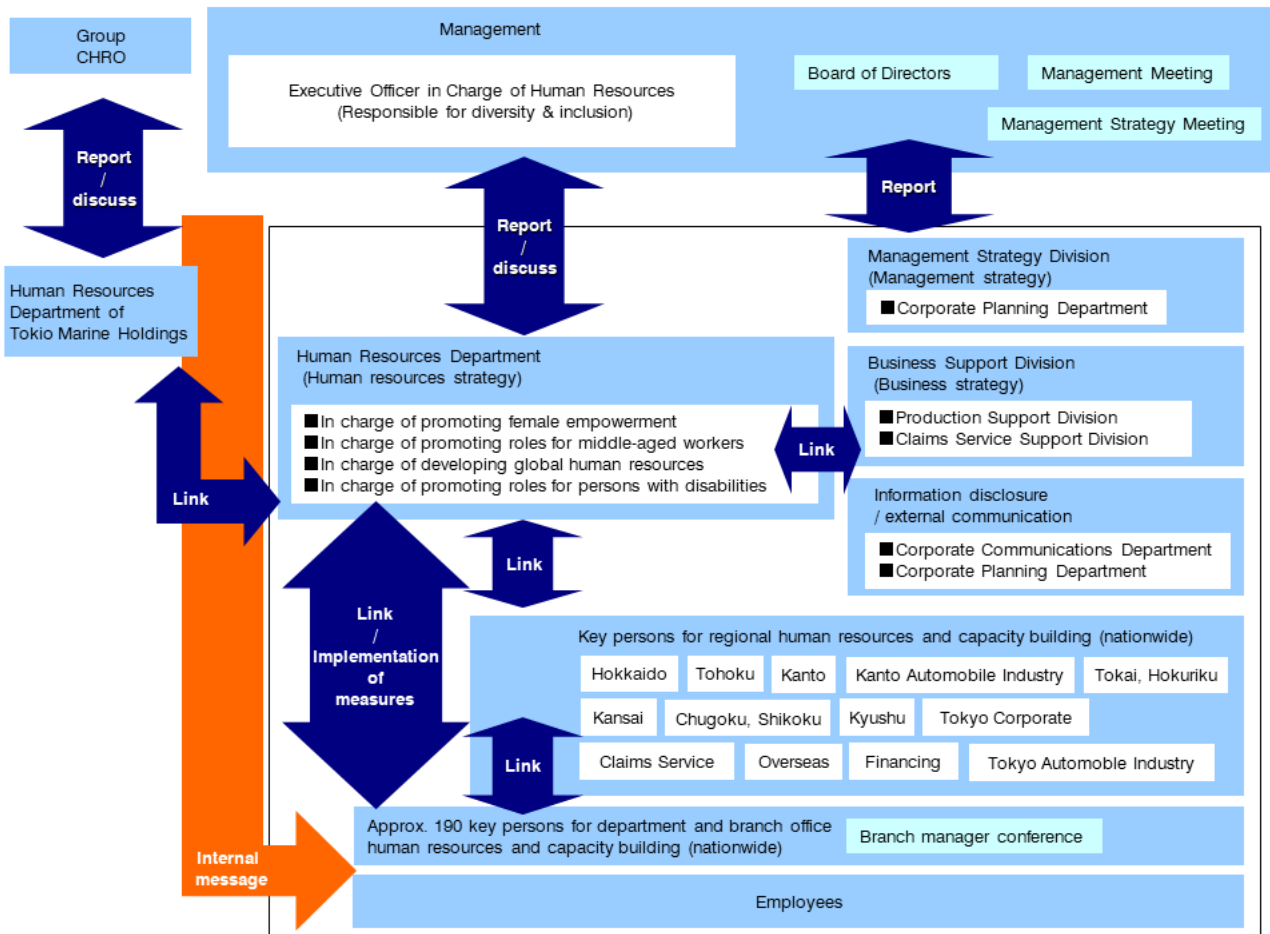 Group
CHRO
Management
Executive Officer in Charge of Human Resources
(Responsible for diversity & inclusion)
Board of Directors
Management Meeting
Management Strategy Meeting
Report
/
discuss
Report
/
discuss
Report
Human Resources
Department of
Tokio Marine Holdings
Management Strategy Division
(Management strategy)
■Corporate Planning Department
Human Resources Department
(Human resources strategy)
■In charge of promoting female empowerment
■In charge of promoting roles for middle-aged workers
■In charge of developing global human resources
■In charge of promoting roles for persons with disabilities
Link
Business Support Division
(Business strategy)
■Production Support Division
■Claims Service Support Division
Link
Information disclosure
/ external communication
■Corporate Communications Department
■Corporate Planning Department
Link
Link
/
Implementation
of
measures
Key persons for regional human resources and capacity building (nationwide)
Hokkaido
Tohoku
Kanto
Kanto Automobile Industry
Tokai, Hokuriku
Kansai
Chugoku, Shikoku
Kyushu
Tokyo Corporate
Claims Service
Overseas
Financing
Tokyo Automoble Industry
Link
Approx. 190 key persons for department and branch office
human resources and capacity building (nationwide)
Branch manager conference
Internal
message
Employees